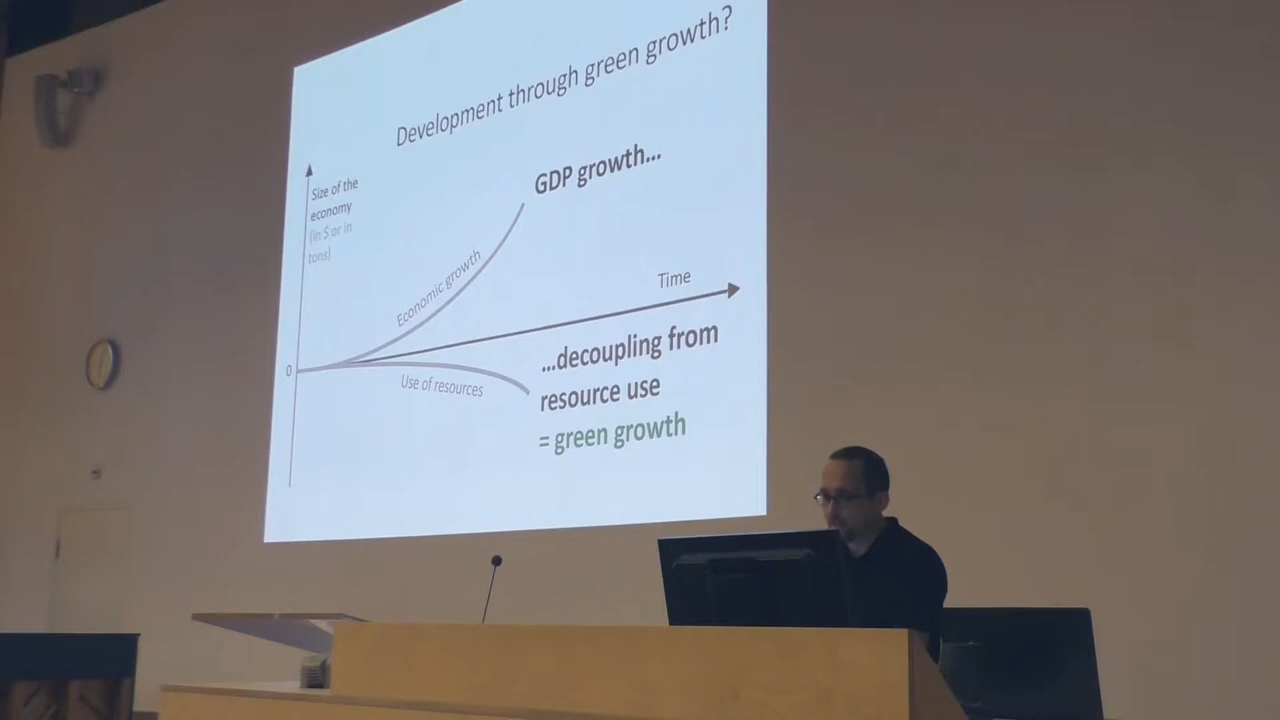 Development through green growth?
Size of the
economy
(in $ or in
tons)
GDP growth...
Economic growth
Time
0
Use of resources
...decoupling from
resource use
= green growth